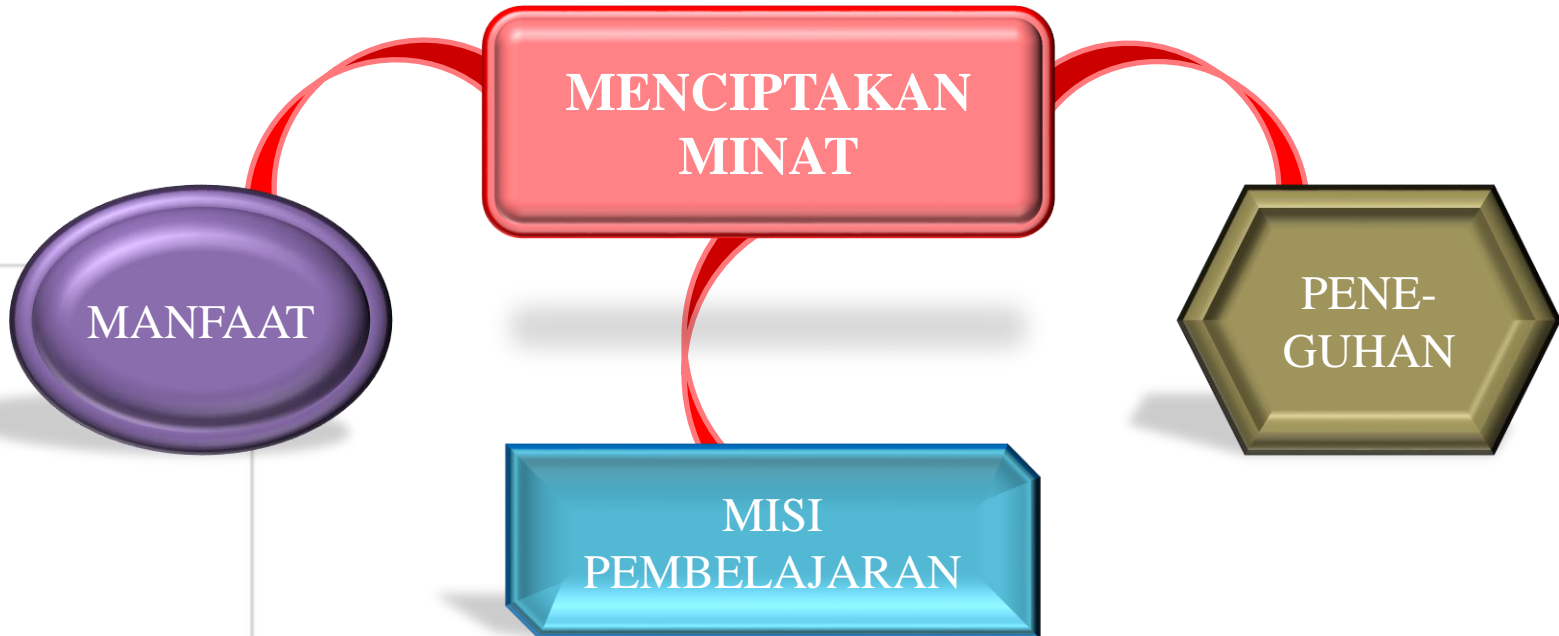 MENCIPTAKAN
MINAT
MANFAAT
PENE-
GUHAN
MISI
PEMBELAJARAN